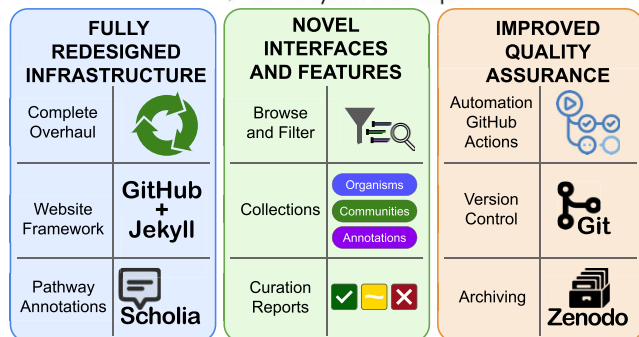 FULLY
REDESIGNED
INFRASTRUCTURE
Complete
Overhaul
Website
Framework
GitHub
+
Jekyll
Pathway
Annotations
Scholia
NOVEL
INTERFACES
AND FEATURES
Browse
and Filter
Collections
Organisms
Communities
Annotations
Curation
Reports
IMPROVED
QUALITY
ASSURANCE
Automation
GitHub
Actions
Version
Control
Git
Archiving
Zenodo